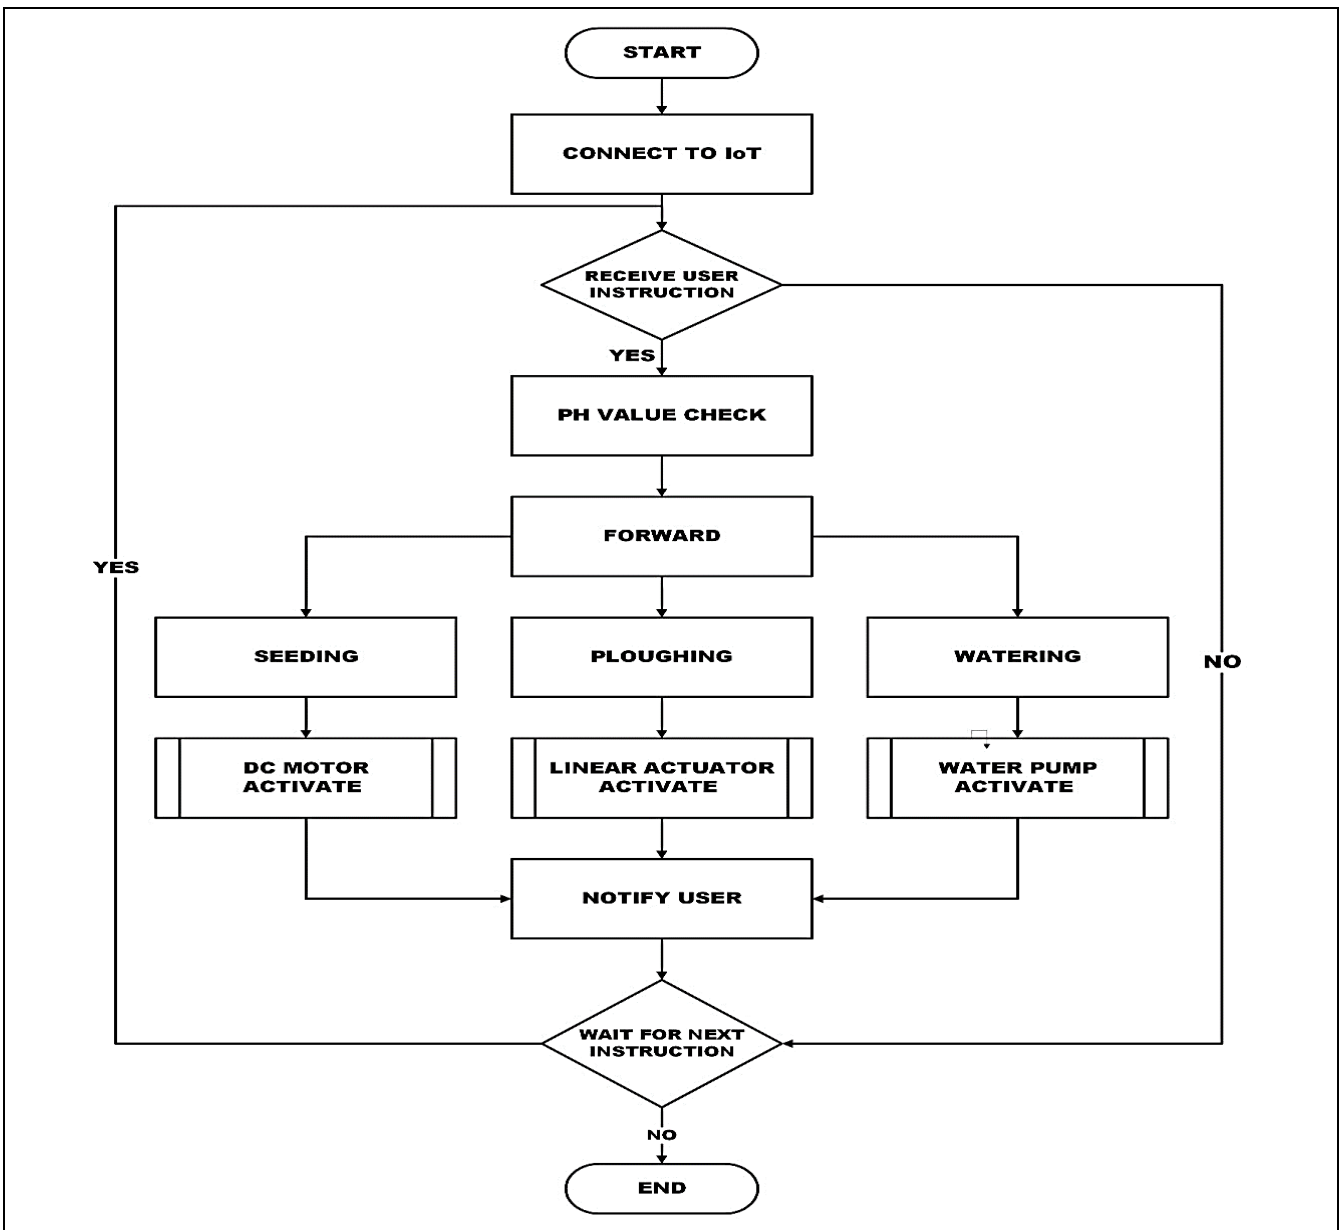 START
CONNECT TO IoT
RECEIVE USER
INSTRUCTION
YES
PH VALUE CHECK
FORWARD
YES
SEEDING
PLOUGHING
WATERING
NO
DC MOTOR
ACTIVATE
LINEAR ACTUATOR
ACTIVATE
WATER PUMP
ACTIVATE
NOTIFY USER
WAIT FOR NEXT
INSTRUCTION
NO
END